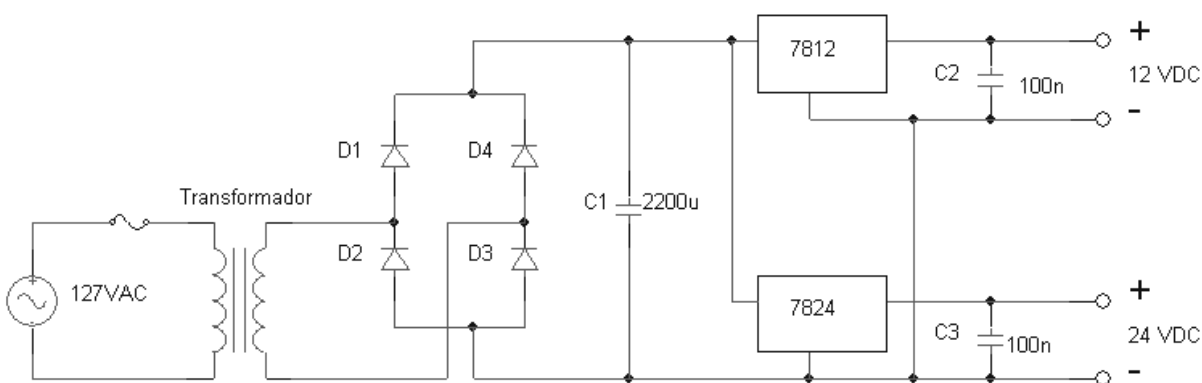 7812
+
12 VDC
-
C2
100n
D1
D4
Transformador
C1
2200u
D2
D3
127VAC
7824
+
24 VDC
-
C3
100n